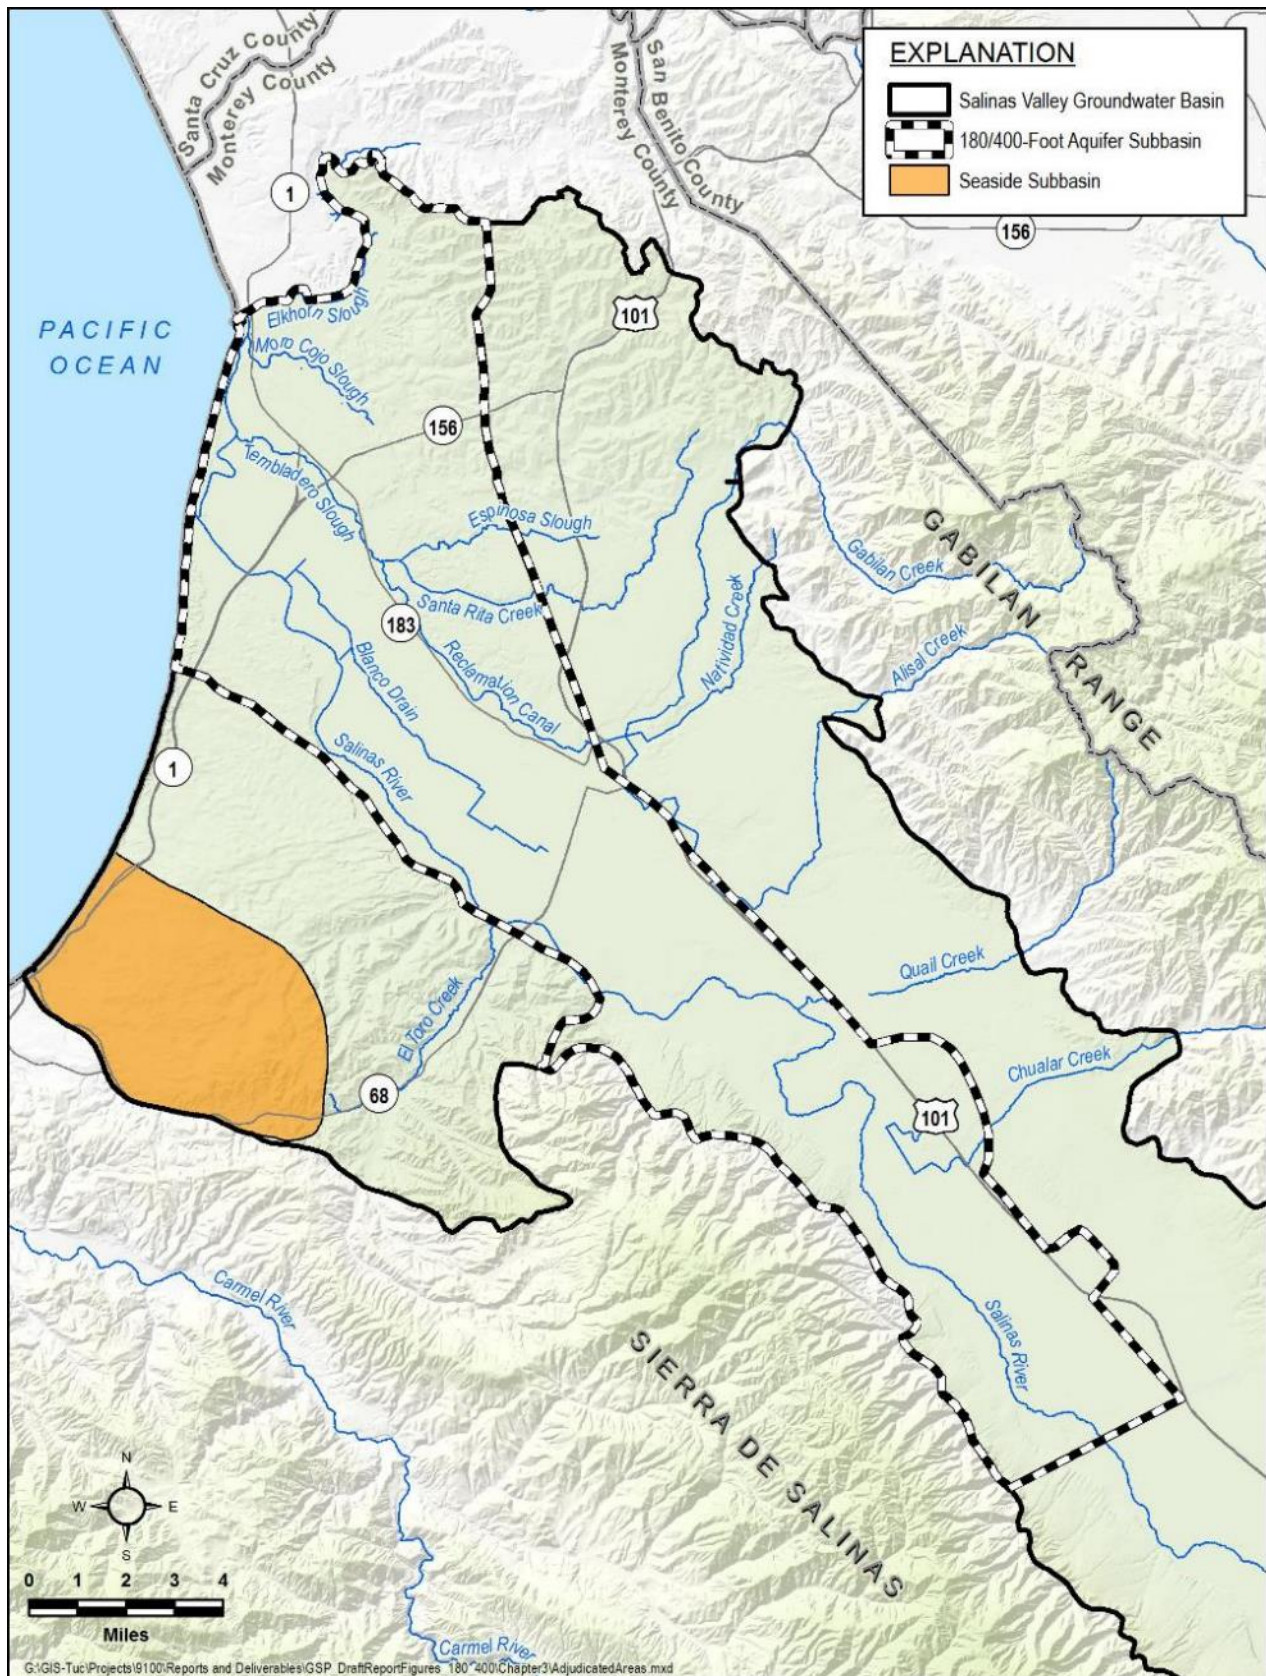 EXPLANATION
Salinas Valley Groundwater Basin
180/400-Foot Aquifer Subbasin
Seaside Subbasin
Santa Cruz County
Monterey County
San Benito County
Monterey County
1
156
101
PACIFIC
OCEAN
Elkhorn Slough
Moro Cojo Slough
156
Tembladero Slough
Espinosa Slough
GABILAN
RANGE
Gabilan Creek
Santa Rita Creek
183
Natividad Creek
Alisal Creek
Blanco Drain
Reclamation Canal
Salinas River
1
Quail Creek
El Toro Creek
Chualar Creek
68
101
Carmel River
Salinas River
SIERRA DE SALINAS
N
W E
S
0 1 2 3 4
Miles
Carmel River
G:\GIS-Tuc\Projects\9100\Reports and Deliverables\GSP_DraftReportFigures_180_400\Chapter3\AdjudicatedAreas.mxd